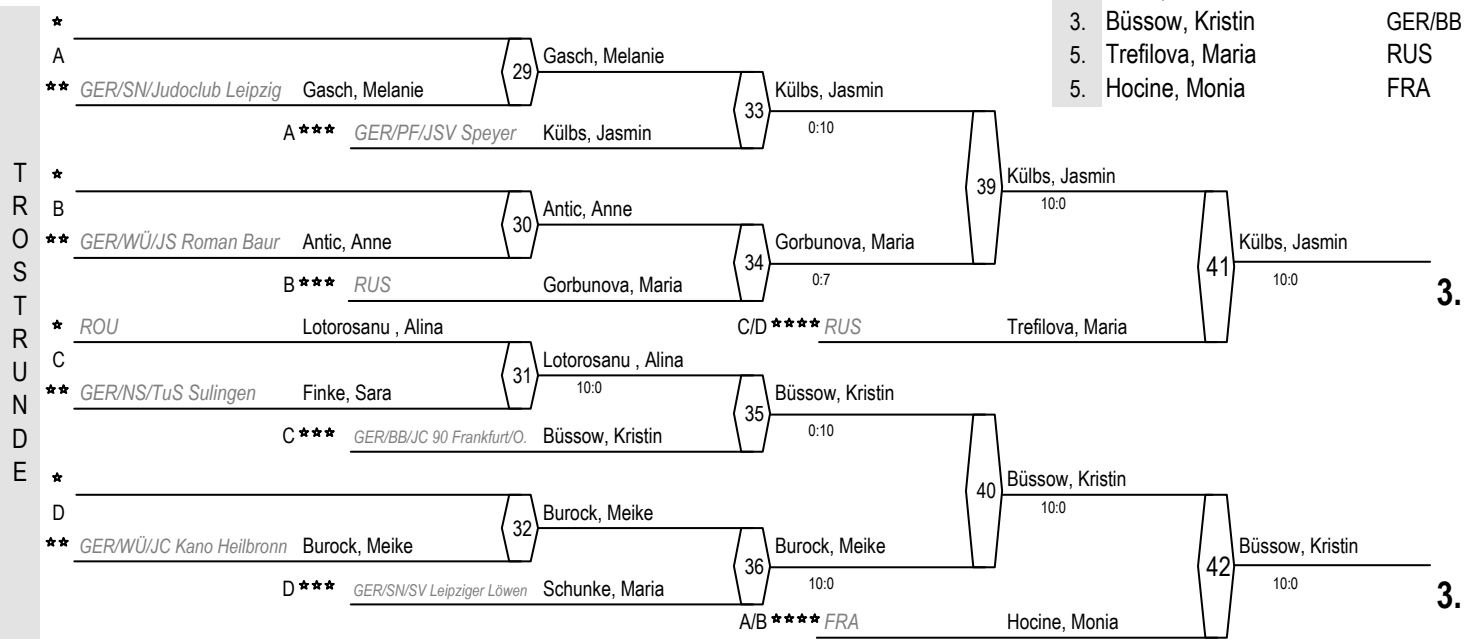 3. Büssow, Kristin GER/BB
5. Trefilova, Maria RUS
5. Hocine, Monia FRA
TROSTRUNDE
*
A
29
Gasch, Melanie
** GER/SN/Judoclub Leipzig Gasch, Melanie
33
Külbs, Jasmin
0:10
A *** GER/PF/JSV Speyer Külbs, Jasmin
39
Külbs, Jasmin
10:0
*
B
30
Antic, Anne
** GER/WÜ/JS Roman Baur Antic, Anne
34
Gorbunova, Maria
0:7
B *** RUS Gorbunova, Maria
41
Külbs, Jasmin
10:0
3.
C/D **** RUS Trefilova, Maria
* ROU Lotorosanu , Alina
C
31
Lotorosanu , Alina
10:0
** GER/NS/TuS Sulingen Finke, Sara
35
Büssow, Kristin
0:10
C *** GER/BB/JC 90 Frankfurt/O. Büssow, Kristin
40
Büssow, Kristin
10:0
*
D
32
Burock, Meike
** GER/WÜ/JC Kano Heilbronn Burock, Meike
36
Burock, Meike
10:0
D *** GER/SN/SV Leipziger Löwen Schunke, Maria
42
Büssow, Kristin
10:0
3.
A/B **** FRA Hocine, Monia